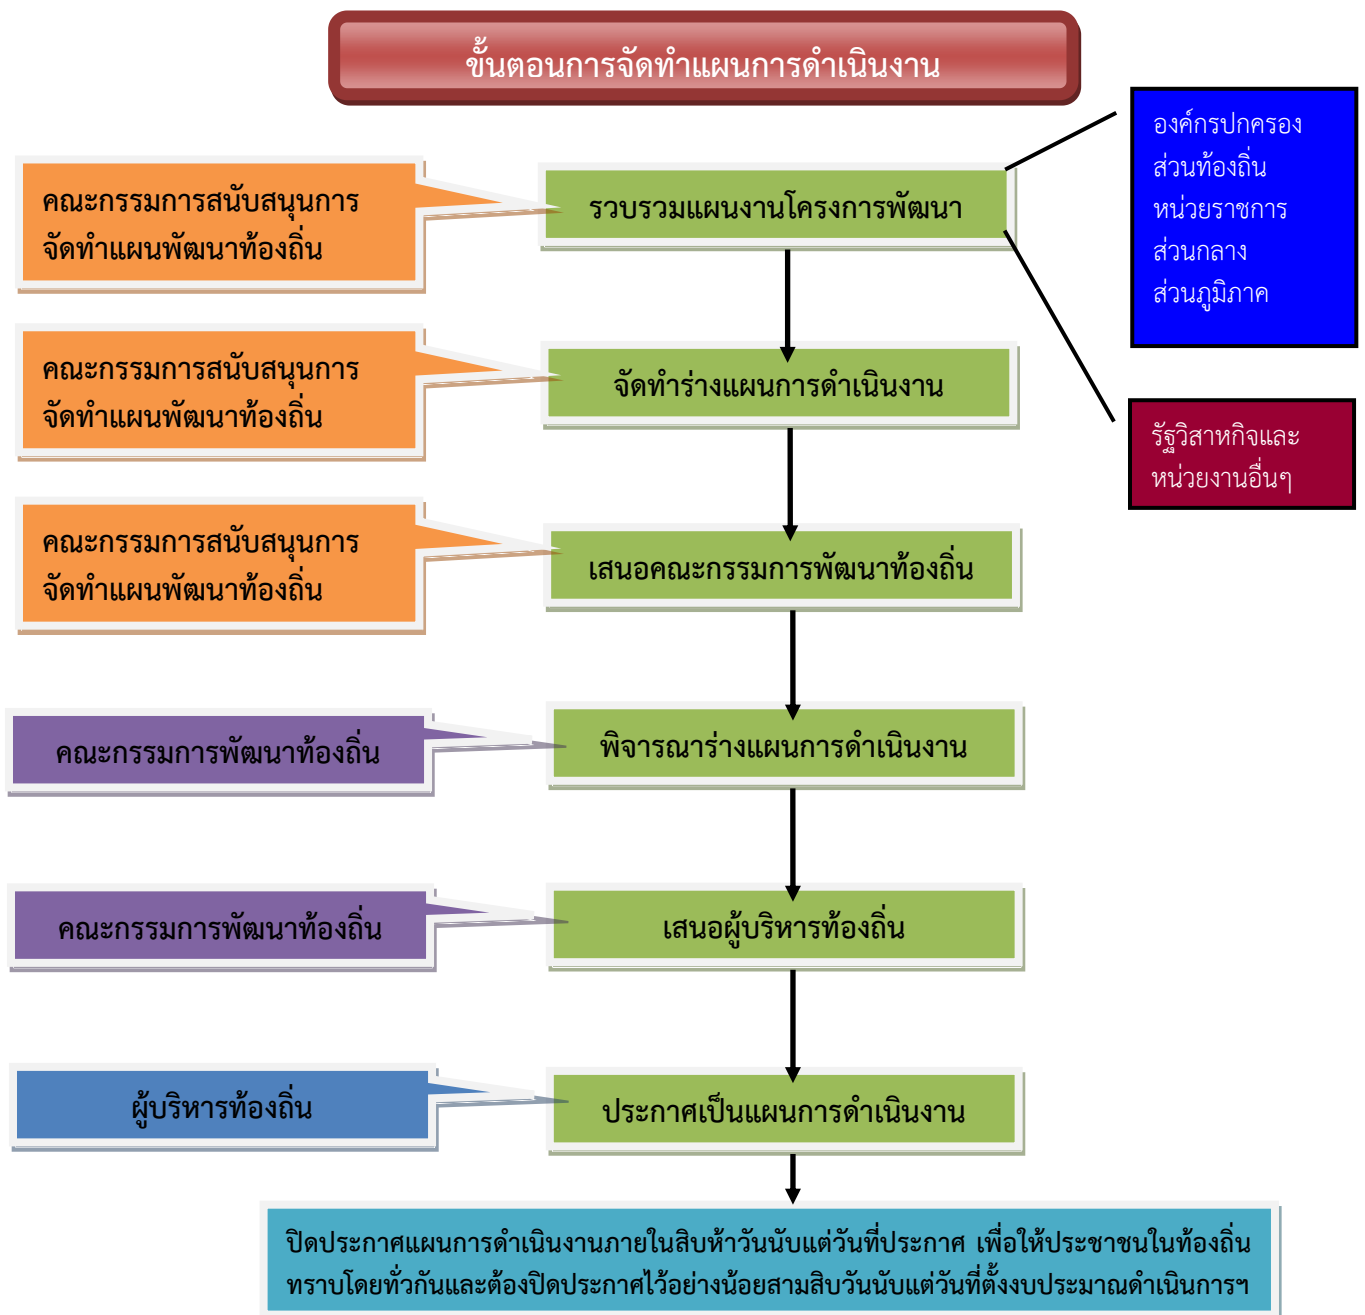 ขั้นตอนการจัดทำแผนการดำเนินงาน
องค์กรปกครอง
ส่วนท้องถิ่น
หน่วยราชการ
ส่วนกลาง
ส่วนภูมิภาค
คณะกรรมการสนับสนุนการ
จัดทำแผนพัฒนาท้องถิ่น
รวบรวมแผนงานโครงการพัฒนา
คณะกรรมการสนับสนุนการ
จัดทำแผนพัฒนาท้องถิ่น
จัดทำร่างแผนการดำเนินงาน
รัฐวิสาหกิจและ
หน่วยงานอื่นๆ
คณะกรรมการสนับสนุนการ
จัดทำแผนพัฒนาท้องถิ่น
เสนอคณะกรรมการพัฒนาท้องถิ่น
คณะกรรมการพัฒนาท้องถิ่น
พิจารณาร่างแผนการดำเนินงาน
คณะกรรมการพัฒนาท้องถิ่น
เสนอผู้บริหารท้องถิ่น
ผู้บริหารท้องถิ่น
ประกาศเป็นแผนการดำเนินงาน
ปิดประกาศแผนการดำเนินงานภายในสิบห้าวันนับแต่วันที่ประกาศ เพื่อให้ประชาชนในท้องถิ่น
ทราบโดยทั่วกันและต้องปิดประกาศไว้อย่างน้อยสามสิบวันนับแต่วันที่ตั้งงบประมาณดำเนินการฯ